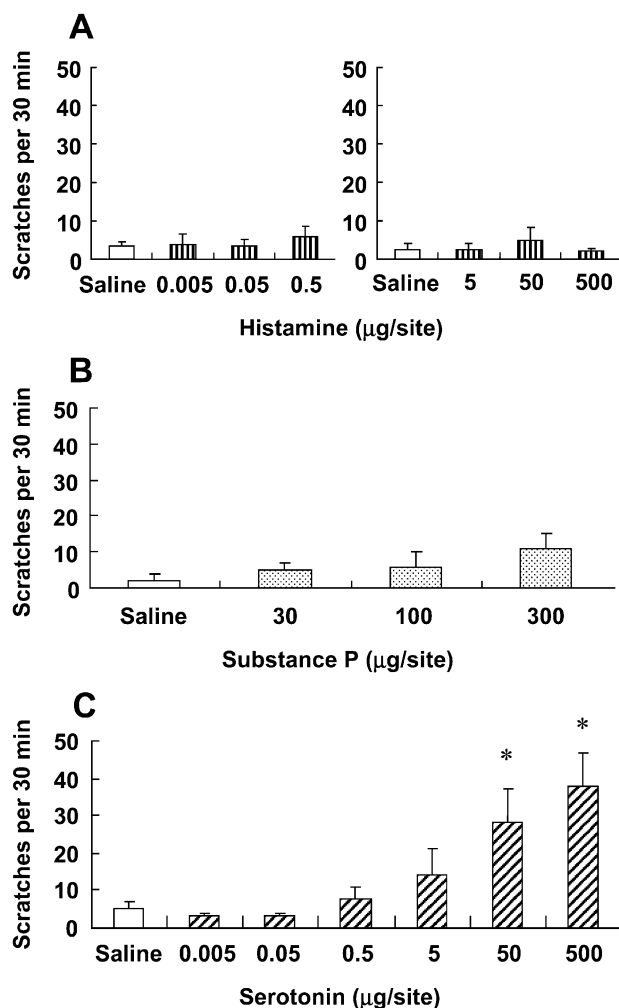 A
Scratches per 30 min
50
40
30
20
10
0
Saline 0.005 0.05 0.5
50
40
30
20
10
0
Saline 5 50 500
Histamine (μg/site)
B
Scratches per 30 min
50
40
30
20
10
0
Saline 30 100 300
Substance P (μg/site)
C
Scratches per 30 min
50
40
30
20
10
0
* *
Saline 0.005 0.05 0.5 5 50 500
Serotonin (μg/site)